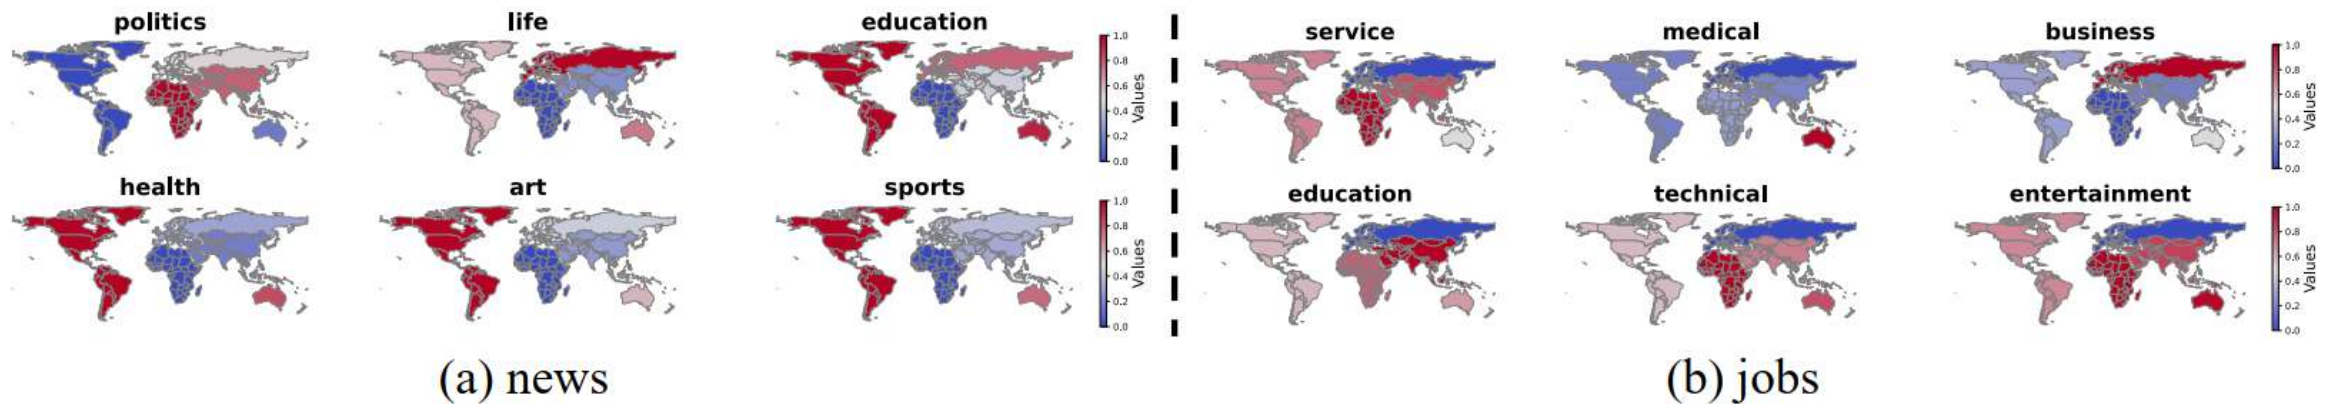 politics
life
education
1.0
0.8
0.6
0.4
0.2
0.0
Values
health
art
sports
1.0
0.8
0.6
0.4
0.2
0.0
Values
(a) news
service
medical
business
1.0
0.8
0.6
0.4
0.2
0.0
Values
education
technical
entertainment
1.0
0.8
0.6
0.4
0.2
0.0
Values
(b) jobs